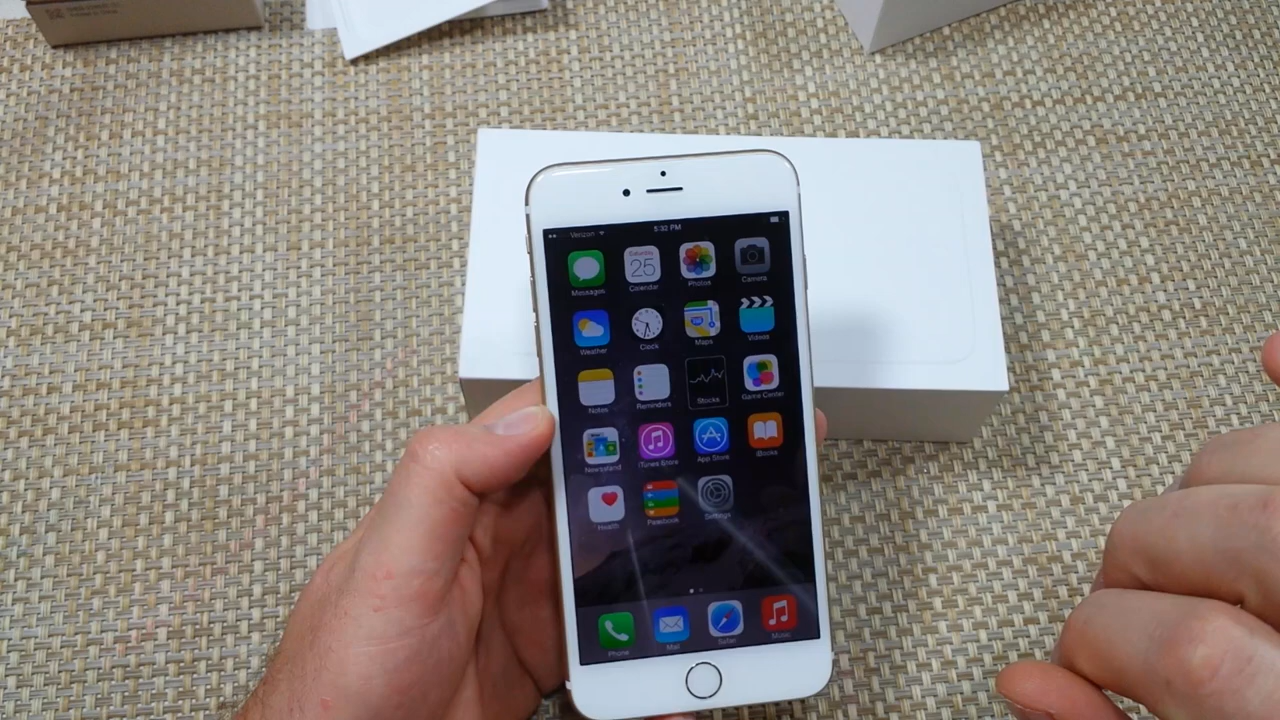 Verizon
5:32 PM
Messages
Saturday
25
Calendar
Photos
Camera
Weather
Clock
Maps
Videos
Notes
Reminders
Stocks
Game Center
Newsstand
iTunes Store
App Store
iBooks
Health
Passbook
Settings
Phone
Mail
Safari
Music